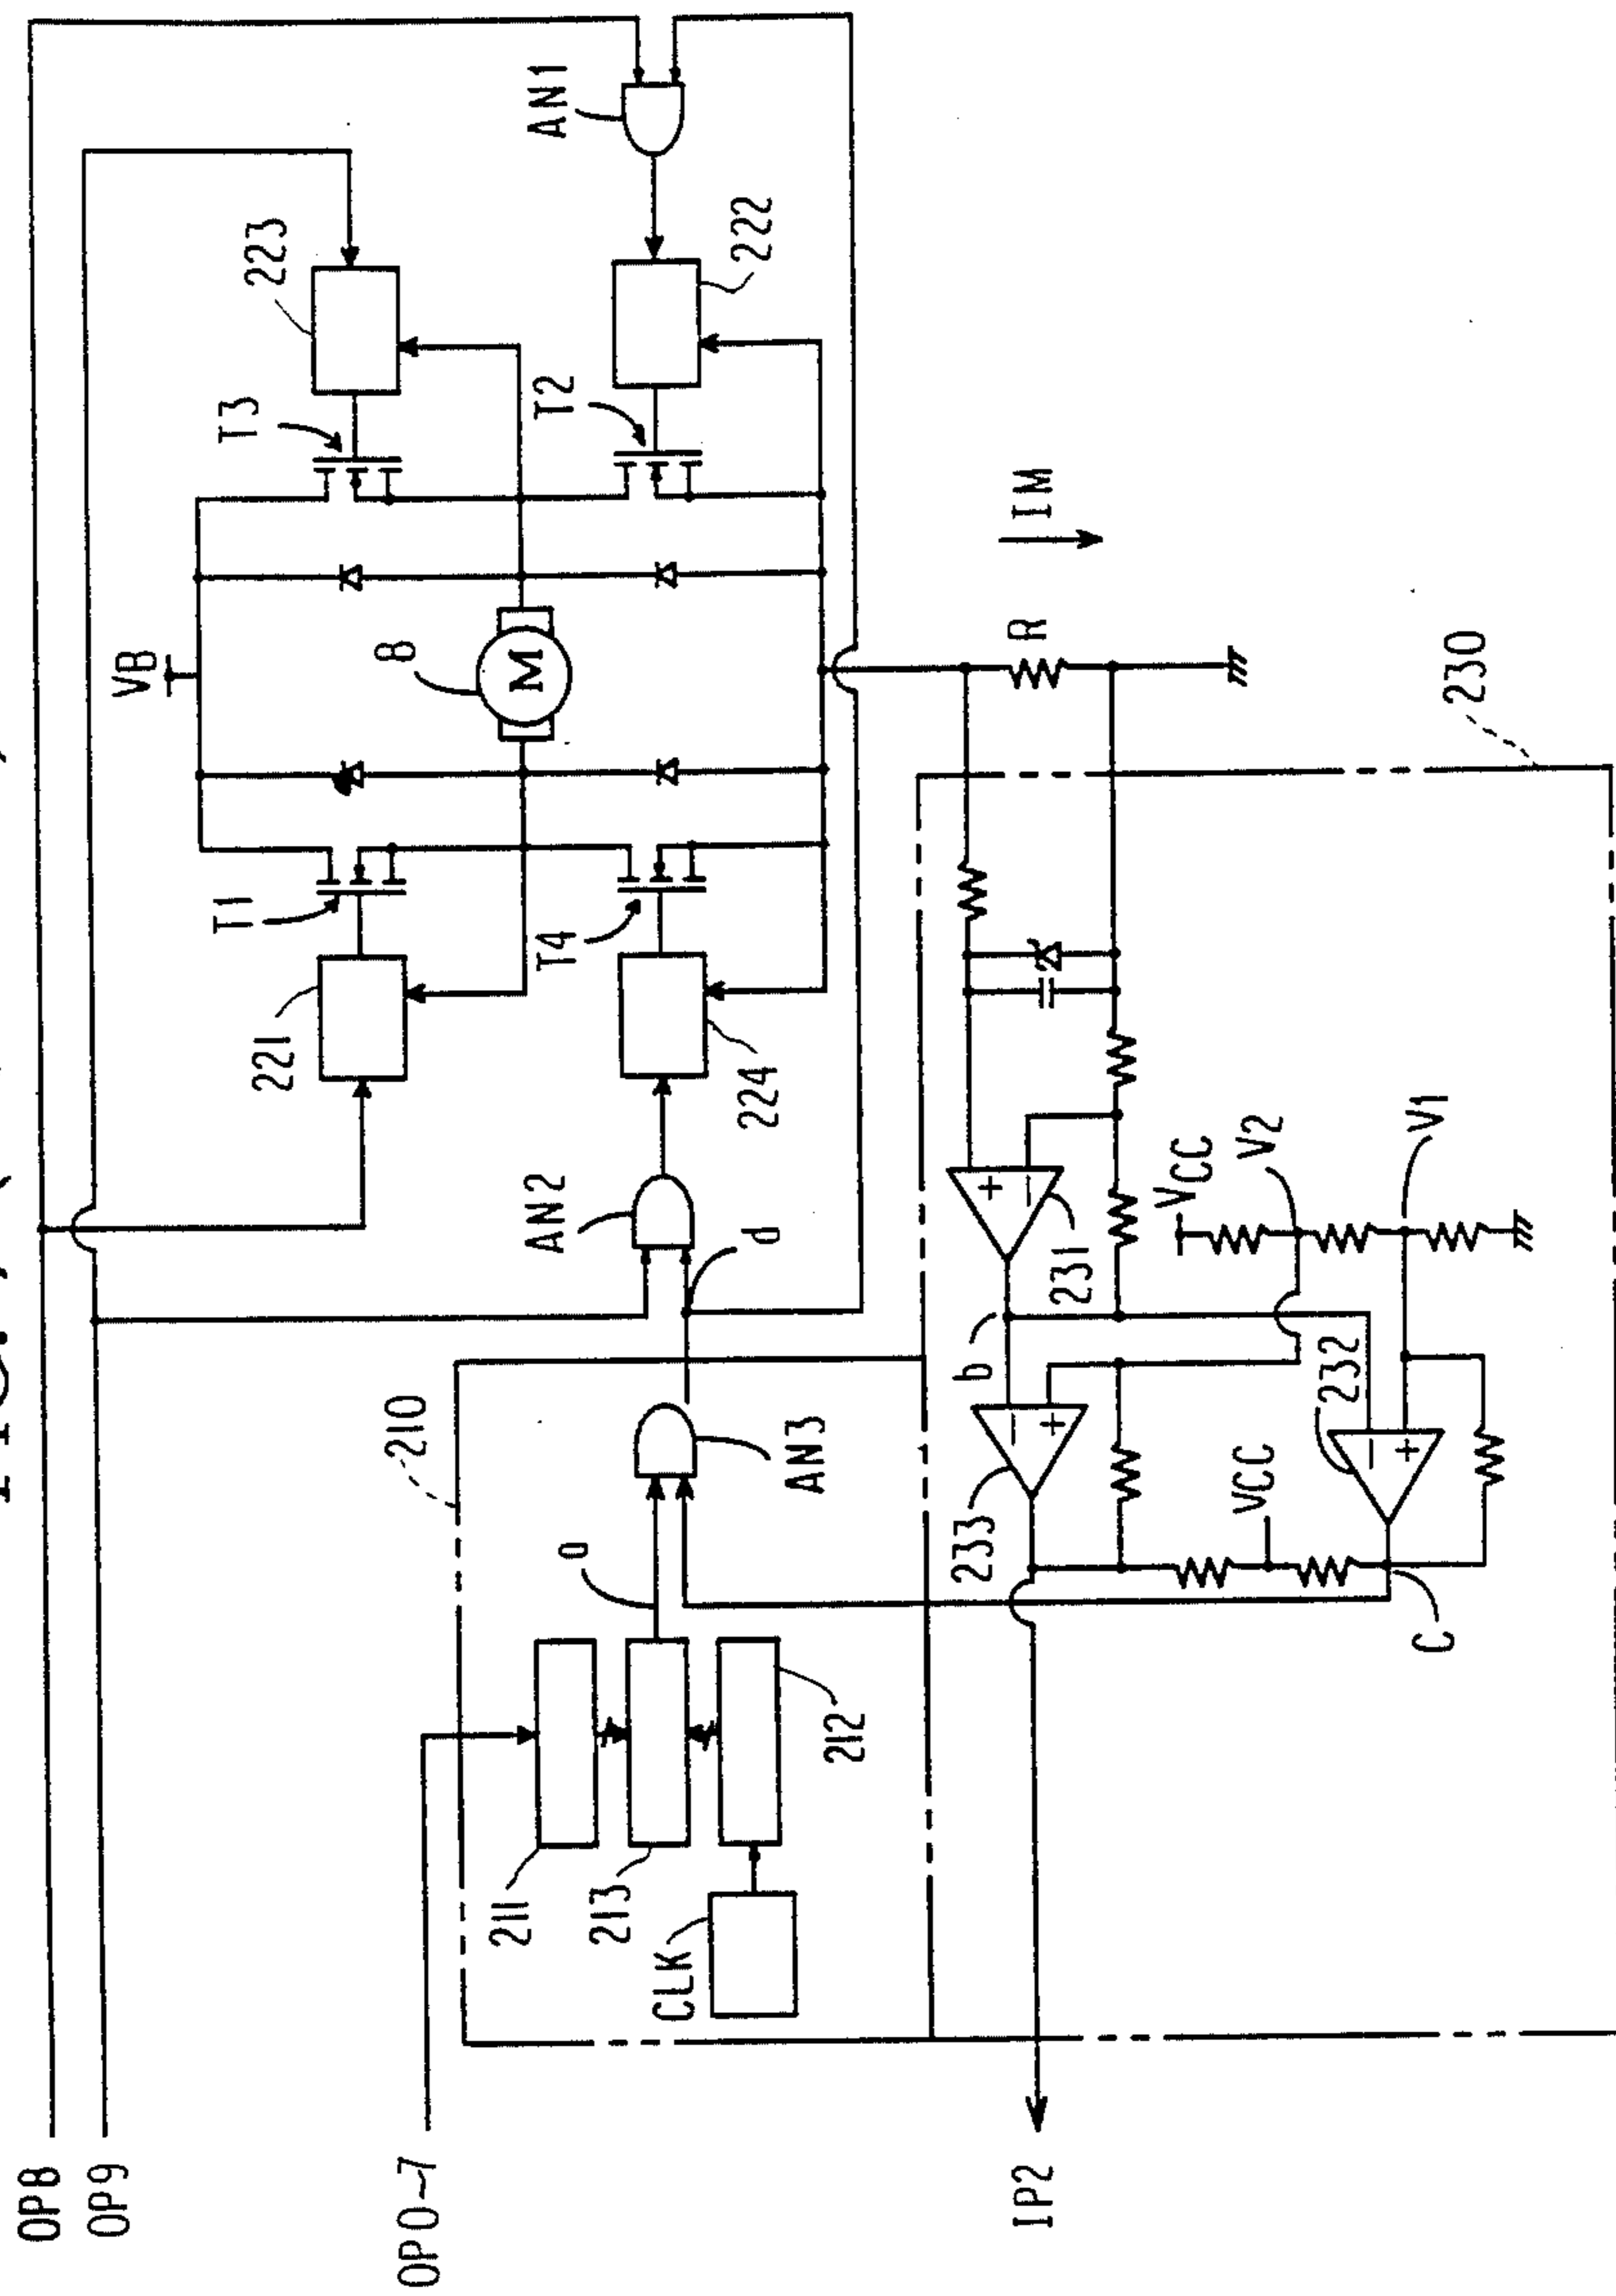 OP8
OP9
OP0~7
IP2
VB
T1
221
T3
223
8
M
T4
224
T2
222
AN1
AN2
d
210
AN3
a
211
213
CLK
212
IM
R
230
+
−
231
b
VCC
V2
V1
233
−
+
232
−
+
VCC
C